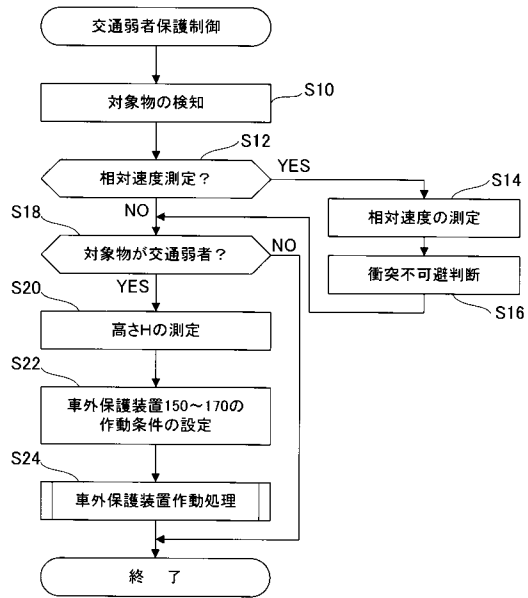 交通弱者保護制御
対象物の検知
S10
S12
相対速度測定?
YES
NO
S14
相対速度の測定
衝突不可避判断
S16
S18
対象物が交通弱者?
NO
YES
S20
高さHの測定
S22
車外保護装置150~170の
作動条件の設定
S24
車外保護装置作動処理
終 了